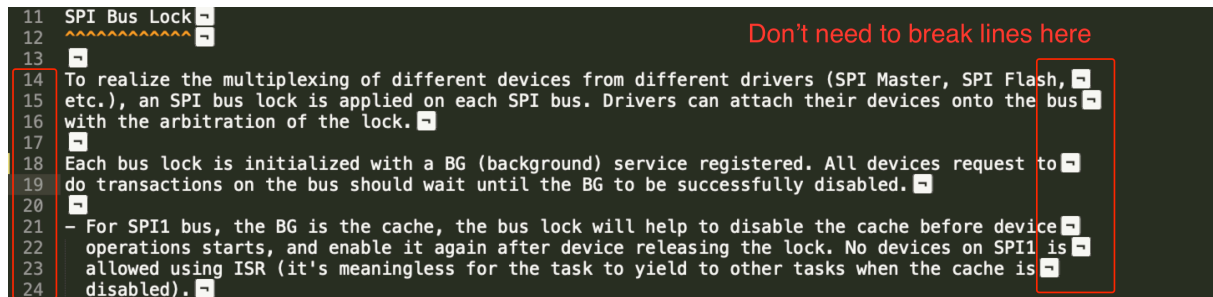 11 SPI Bus Lock¬
Don't need to break lines here
12 ^^^^^^^^^^^^ ¬
13 ¬
14 To realize the multiplexing of different devices from different drivers (SPI Master, SPI Flash, ¬
15 etc.), an SPI bus lock is applied on each SPI bus. Drivers can attach their devices onto the bus¬
16 with the arbitration of the lock. ¬
17 ¬
18 Each bus lock is initialized with a BG (background) service registered. All devices request to¬
19 do transactions on the bus should wait until the BG to be successfully disabled. ¬
20 ¬
21 - For SPI1 bus, the BG is the cache, the bus lock will help to disable the cache before device¬
22 operations starts, and enable it again after device releasing the lock. No devices on SPI1 is¬
23 allowed using ISR (it's meaningless for the task to yield to other tasks when the cache is¬
24 disabled). ¬